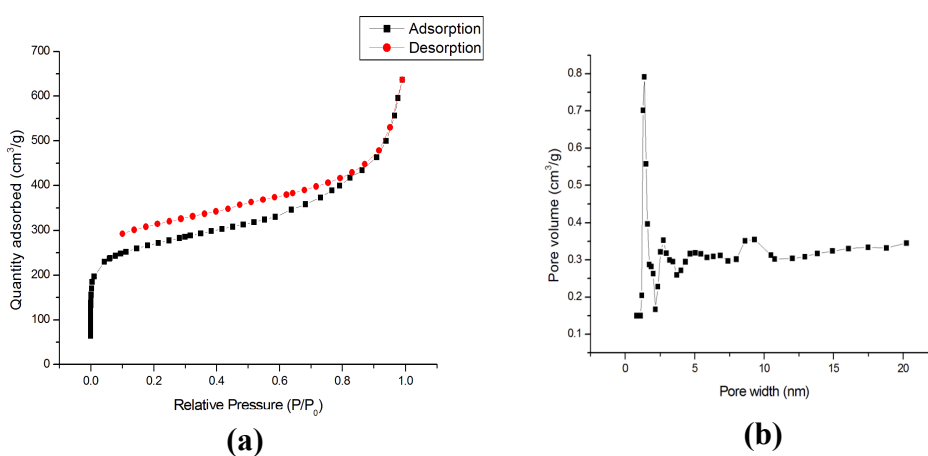 Adsorption
Desorption
700
600
500
400
300
200
100
0
Quantity adsorbed (cm³/g)
0.0 0.2 0.4 0.6 0.8 1.0
Relative Pressure (P/P₀)
(a)
0.8
0.7
0.6
0.5
0.4
0.3
0.2
0.1
Pore volume (cm³/g)
0 5 10 15 20
Pore width (nm)
(b)